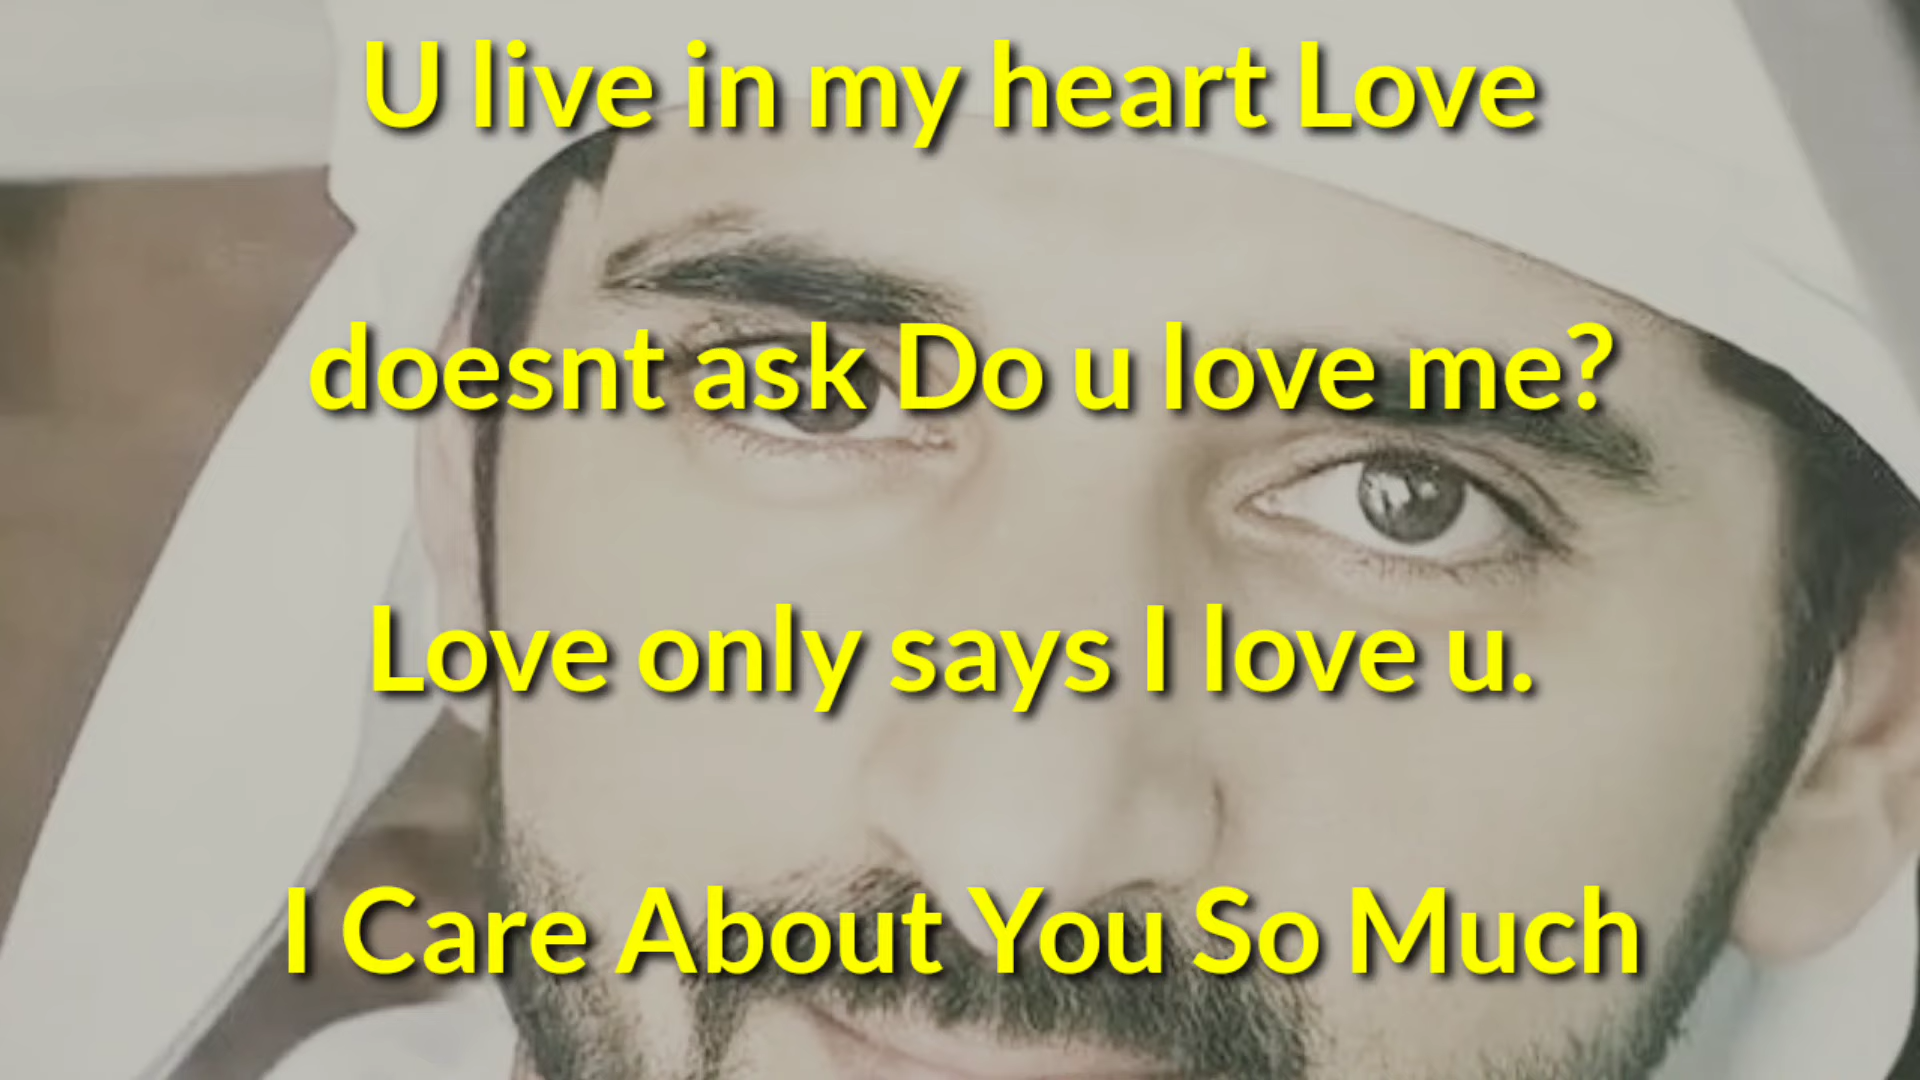 U live in my heart Love
doesnt ask Do u love me?
Love only says I love u.
I Care About You So Much